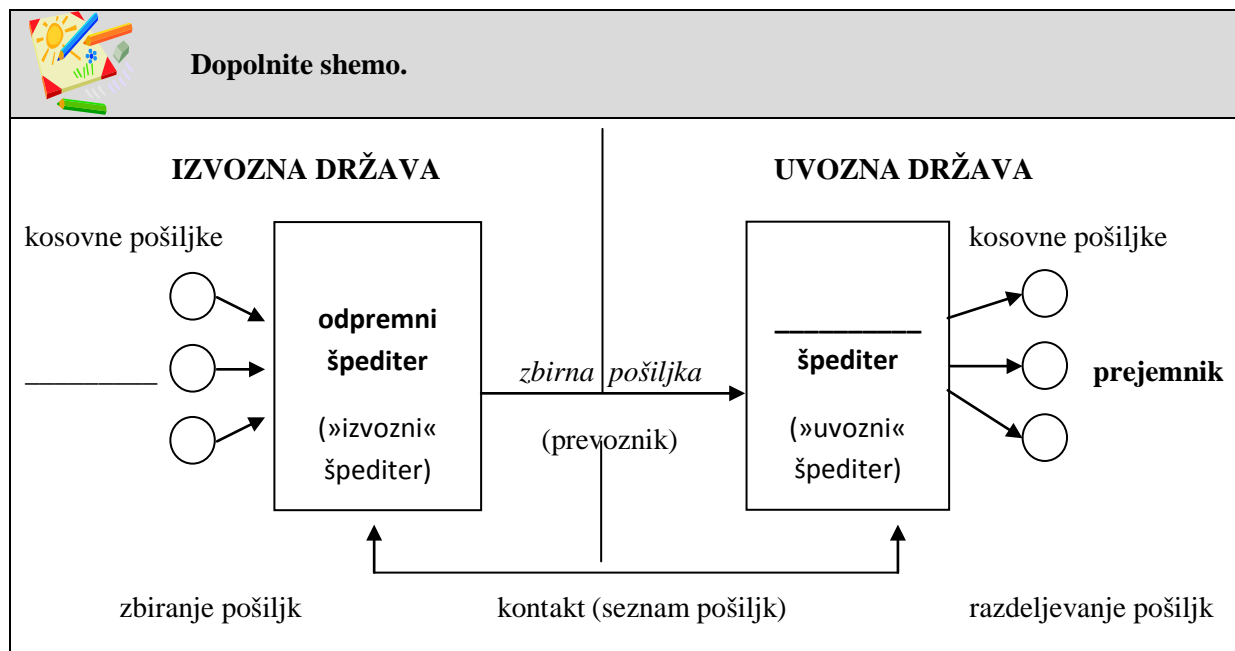 Dopolnite shemo.
IZVOZNA DRŽAVA
UVOZNA DRŽAVA
kosovne pošiljke
kosovne pošiljke
odpremni
špediter
(»izvozni«
špediter)
___________
zbirna pošiljka
(prevoznik)
__________
špediter
(»uvozni«
špediter)
prejemnik
zbiranje pošiljk
kontakt (seznam pošiljk)
razdeljevanje pošiljk